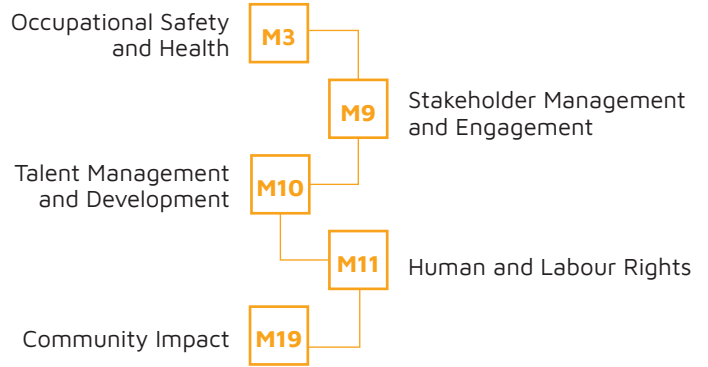 Occupational Safety
and Health
M3
M9
Stakeholder Management
and Engagement
Talent Management
and Development
M10
M11
Human and Labour Rights
Community Impact
M19